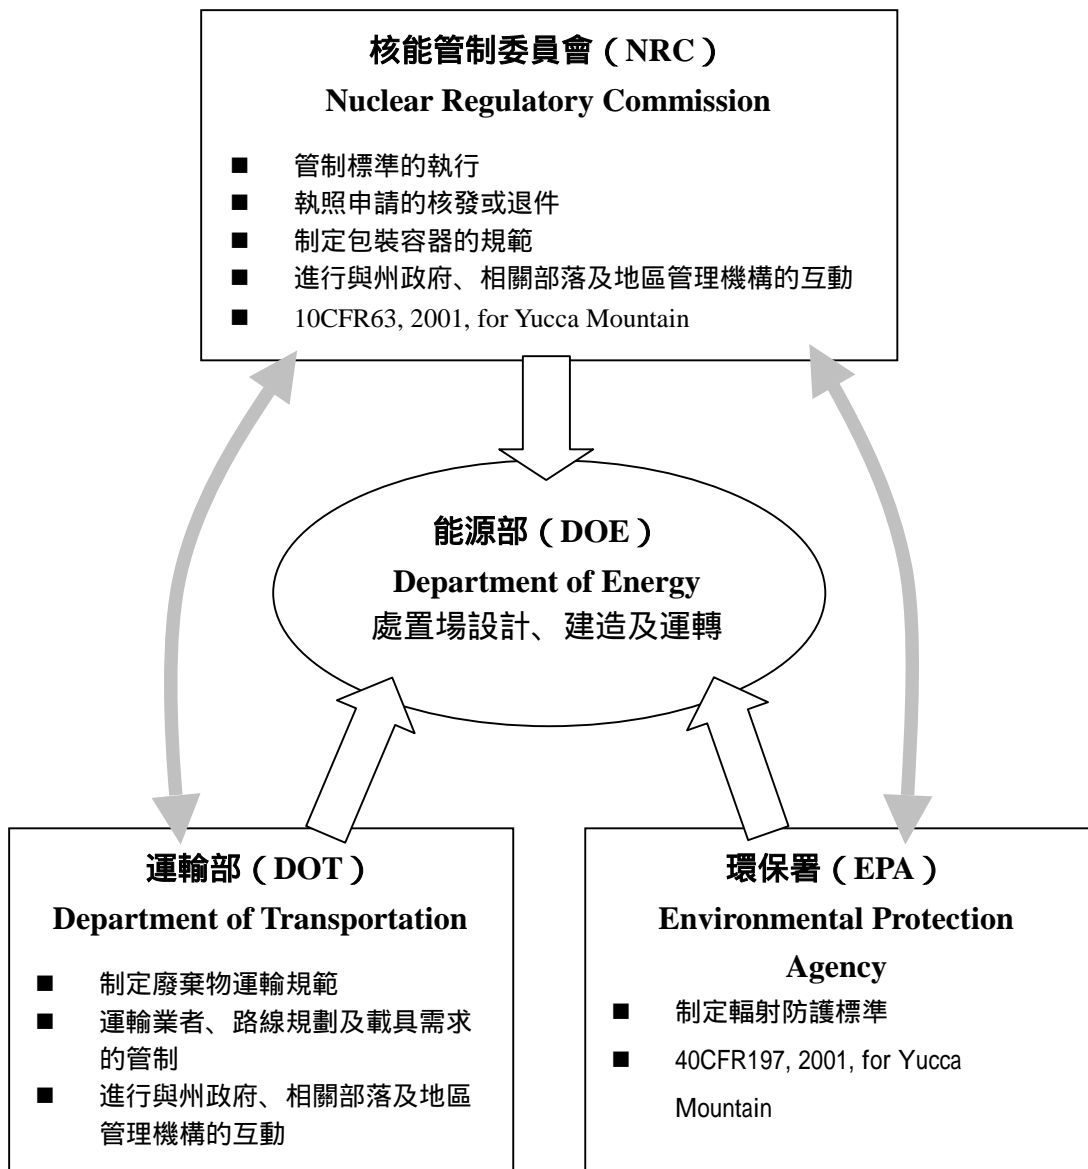 核能管制委員會（NRC）
Nuclear Regulatory Commission
■ 管制標準的執行
■ 執照申請的核發或退件
■ 制定包裝容器的規範
■ 進行與州政府、相關部落及地區管理機構的互動
■ 10CFR63, 2001, for Yucca Mountain
能源部（DOE）
Department of Energy
處置場設計、建造及運轉
運輸部（DOT）
Department of Transportation
■ 制定廢棄物運輸規範
■ 運輸業者、路線規劃及載具需求
的管制
■ 進行與州政府、相關部落及地區
管理機構的互動
環保署（EPA）
Environmental Protection
Agency
■ 制定輻射防護標準
■ 40CFR197, 2001, for Yucca
Mountain